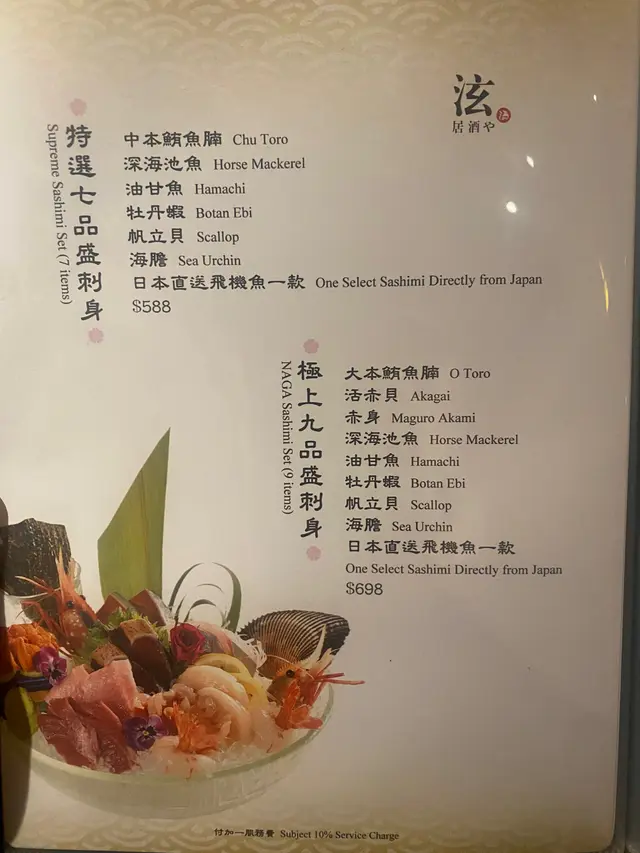 泫
居酒や
特選七品盛刺身
Supreme Sashimi Set (7 items)
中本鮪魚腩 Chu Toro
深海池魚 Horse Mackerel
油甘魚 Hamachi
牡丹蝦 Botan Ebi
帆立貝 Scallop
海膽 Sea Urchin
日本直送飛機魚一款 One Select Sashimi Directly from Japan
$588
極上九品盛刺身
NAGA Sashimi Set (9 items)
大本鮪魚腩 O Toro
活赤貝 Akagai
赤身 Maguro Akami
深海池魚 Horse Mackerel
油甘魚 Hamachi
牡丹蝦 Botan Ebi
帆立貝 Scallop
海膽 Sea Urchin
日本直送飛機魚一款
One Select Sashimi Directly from Japan
$698
付加一服務費 Subject 10% Service Charge